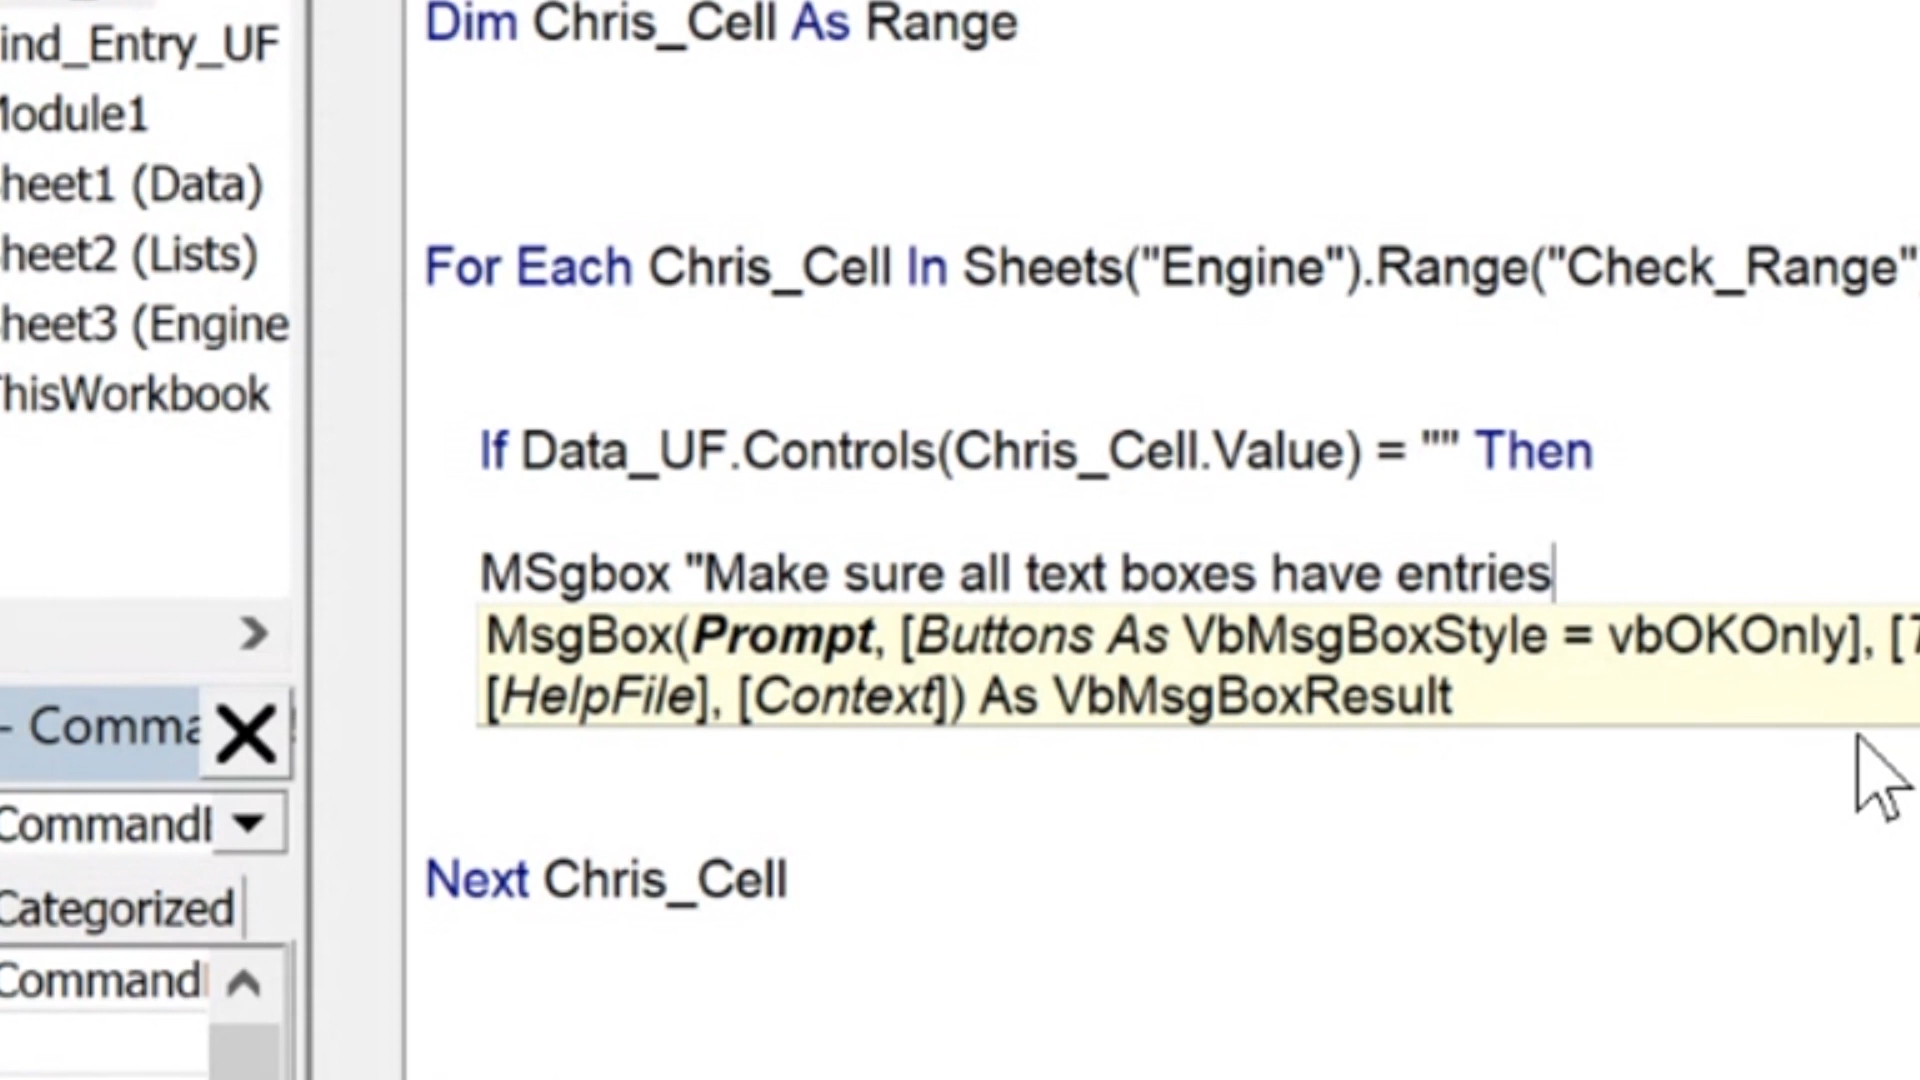 ind_Entry_UF
Module1
heet1 (Data)
heet2 (Lists)
heet3 (Engine
ThisWorkbook
- Comma
Command
Categorized
Command
Dim Chris_Cell As Range
For Each Chris_Cell In Sheets("Engine").Range("Check_Range"
If Data_UF.Controls(Chris_Cell.Value) = "" Then
MSgbox "Make sure all text boxes have entries
MsgBox(Prompt, [Buttons As VbMsgBoxStyle = vbOKOnly], [
[HelpFile], [Context]) As VbMsgBoxResult
Next Chris_Cell